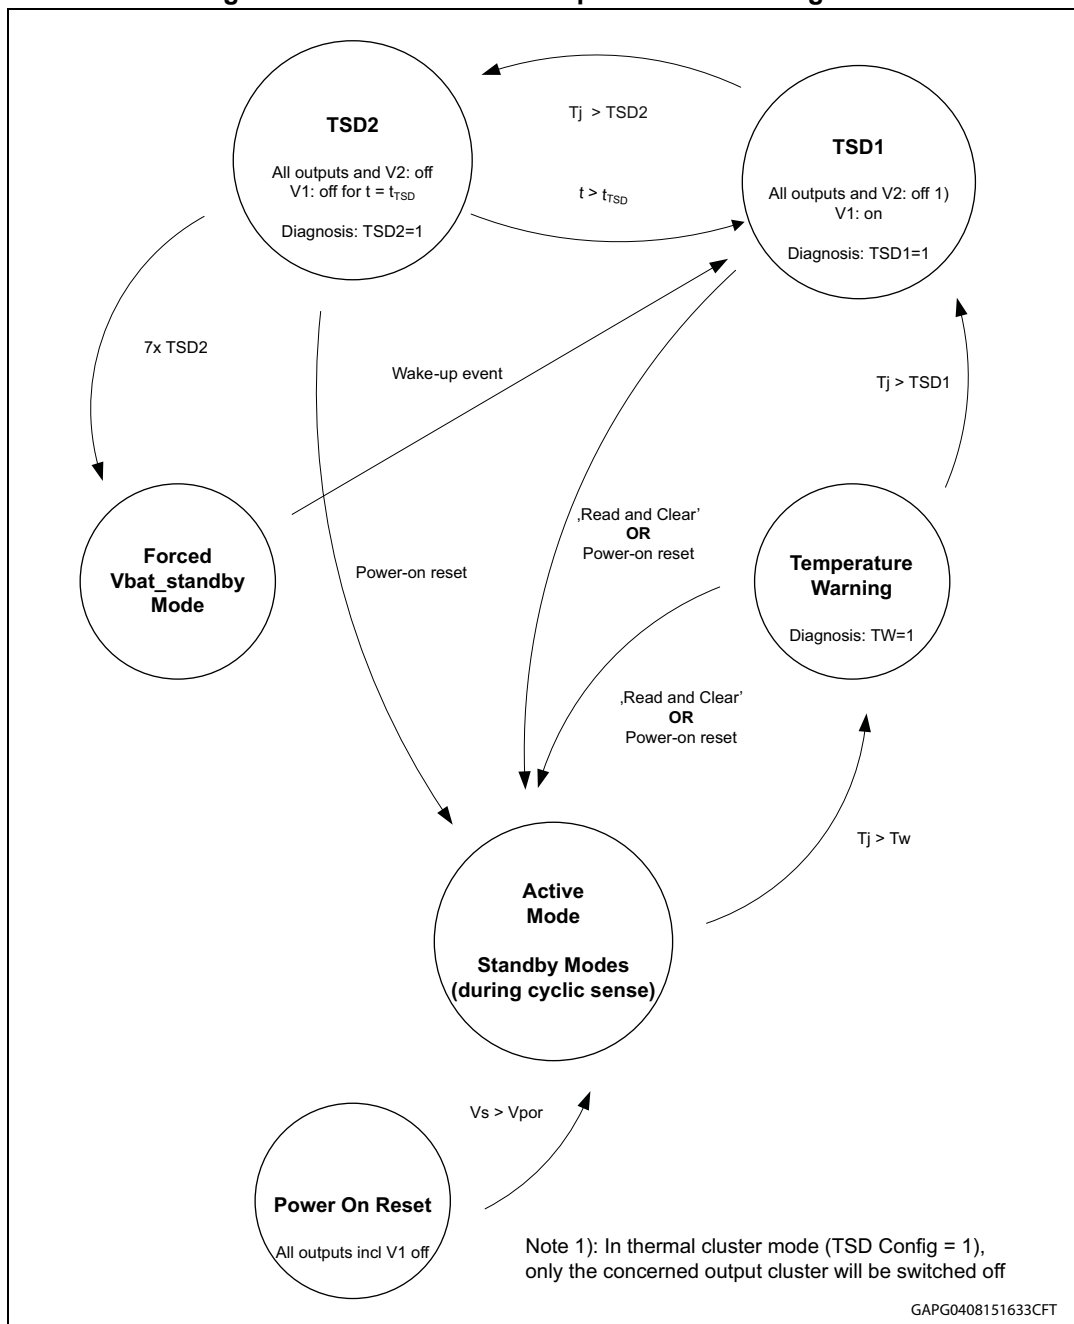 TSD2
All outputs and V2: off
V1: off for t = tTSD
Diagnosis: TSD2=1
Tj > TSD2
t > tTSD
TSD1
All outputs and V2: off 1)
V1: on
Diagnosis: TSD1=1
7x TSD2
Wake-up event
Tj > TSD1
Forced
Vbat_standby
Mode
Power-on reset
‚Read and Clear’
OR
Power-on reset
Temperature
Warning
Diagnosis: TW=1
‚Read and Clear’
OR
Power-on reset
Tj > Tw
Active
Mode
Standby Modes
(during cyclic sense)
Vs > Vpor
Power On Reset
All outputs incl V1 off
Note 1): In thermal cluster mode (TSD Config = 1),
only the concerned output cluster will be switched off
GAPG0408151633CFT